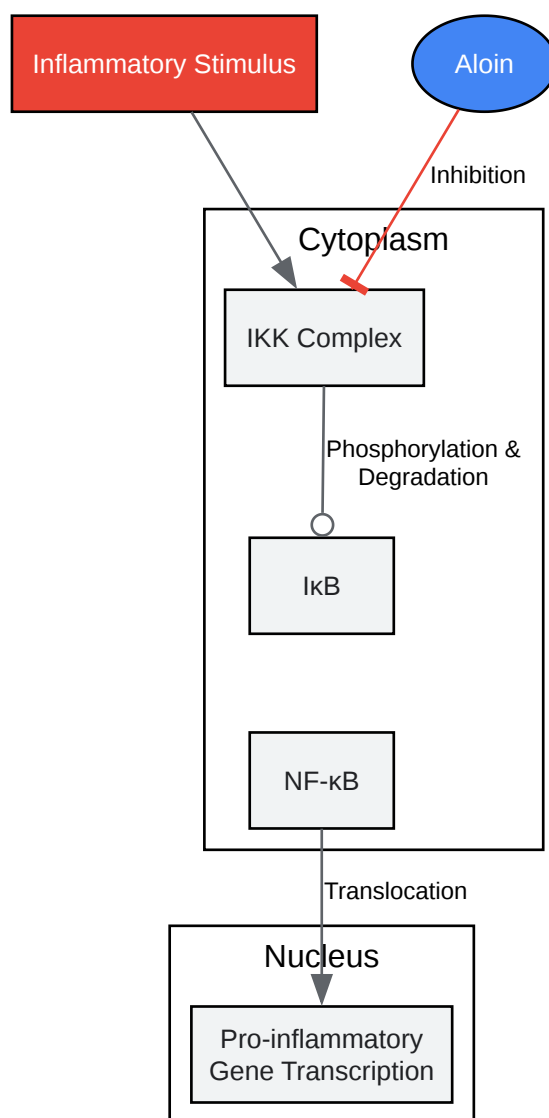 Inflammatory Stimulus
Aloin
Inhibition
Cytoplasm
IKK Complex
Phosphorylation &
Degradation
IκB
NF-κB
Translocation
Nucleus
Pro-inflammatory
Gene Transcription